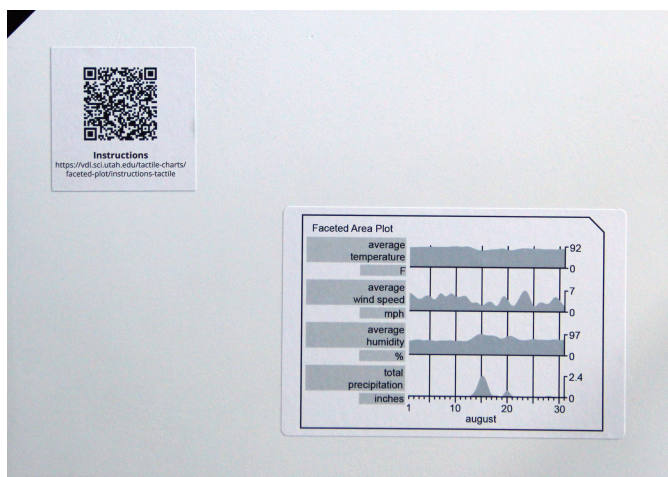 Instructions
https://vdl.sci.utah.edu/tactile-charts/
faceted-plot/instructions-tactile
Faceted Area Plot
average
temperature
F
92
0
average
wind speed
mph
7
0
average
humidity
%
97
0
total
precipitation
inches
2.4
0
1 10 20 30
august